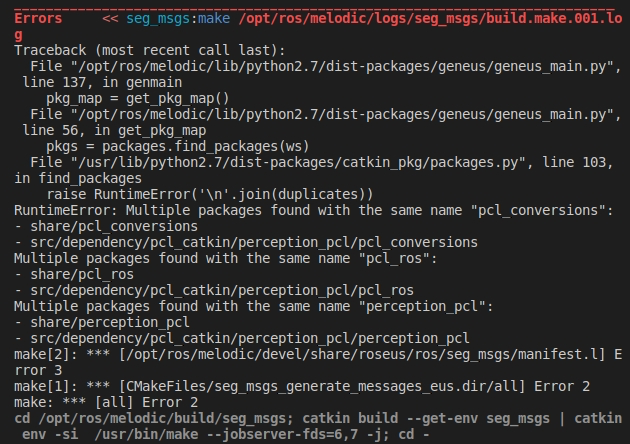 Errors     << seg_msgs:make /opt/ros/melodic/logs/seg_msgs/build.make.001.lo
g
Traceback (most recent call last):
  File "/opt/ros/melodic/lib/python2.7/dist-packages/geneus/geneus_main.py",
 line 137, in genmain
    pkg_map = get_pkg_map()
  File "/opt/ros/melodic/lib/python2.7/dist-packages/geneus/geneus_main.py",
 line 56, in get_pkg_map
    pkgs = packages.find_packages(ws)
  File "/usr/lib/python2.7/dist-packages/catkin_pkg/packages.py", line 103,
in find_packages
    raise RuntimeError('\n'.join(duplicates))
RuntimeError: Multiple packages found with the same name "pcl_conversions":
- share/pcl_conversions
- src/dependency/pcl_catkin/perception_pcl/pcl_conversions
Multiple packages found with the same name "pcl_ros":
- share/pcl_ros
- src/dependency/pcl_catkin/perception_pcl/pcl_ros
Multiple packages found with the same name "perception_pcl":
- share/perception_pcl
- src/dependency/pcl_catkin/perception_pcl/perception_pcl
make[2]: *** [/opt/ros/melodic/devel/share/roseus/ros/seg_msgs/manifest.l] E
rror 3
make[1]: *** [CMakeFiles/seg_msgs_generate_messages_eus.dir/all] Error 2
make: *** [all] Error 2
cd /opt/ros/melodic/build/seg_msgs; catkin build --get-env seg_msgs | catkin
 env -si  /usr/bin/make --jobserver-fds=6,7 -j; cd -